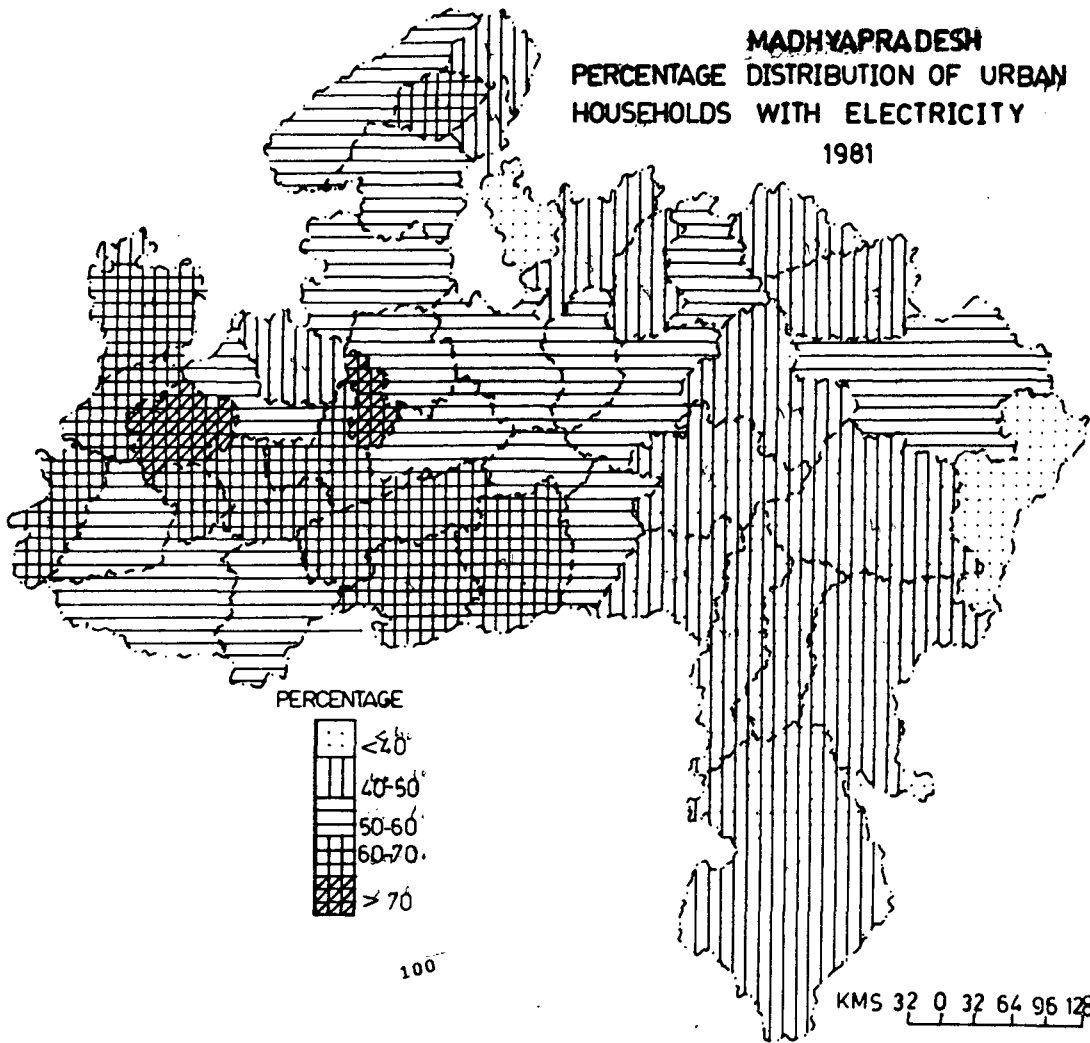 MADHYAPRADESH
PERCENTAGE DISTRIBUTION OF URBAN
HOUSEHOLDS WITH ELECTRICITY
1981
PERCENTAGE
<40
40-50
50-60
60-70
> 70
100
KMS 32 0 32 64 96 128